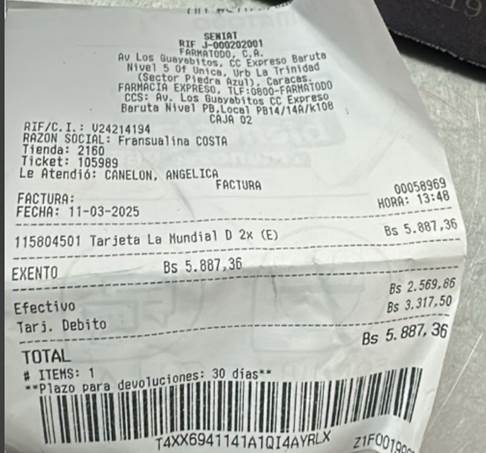 SENIAT
RIF J-000202001
FARMATODO, C.A.
Av Los Guayabitos, CC Expreso Baruta
Nivel 5 Of Unica, Urb La Trinidad
(Sector Piedra Azul), Caracas.
FARMACIA EXPRESO, TLF:0800-FARMATODO
CCS: Av. Los Guayabitos CC Expreso
Baruta Nivel PB,Local PB14/14A/k108
CAJA 02
RIF/C.I.: V24214194
RAZON SOCIAL: Fransualina COSTA
Tienda: 2160
Ticket: 105989
Le Atendió: CANELON, ANGELICA
FACTURA
FACTURA: 00058969
FECHA: 11-03-2025 HORA: 13:48
115804501 Tarjeta La Mundial D 2x (E) Bs 5.887,36
EXENTO Bs 5.887,36
Efectivo Bs 2.569,86
Tarj. Debito Bs 3.317,50
TOTAL Bs 5.887,36
# ITEMS: 1
**Plazo para devoluciones: 30 días**
T4XX6941141A1QI4AYRLX